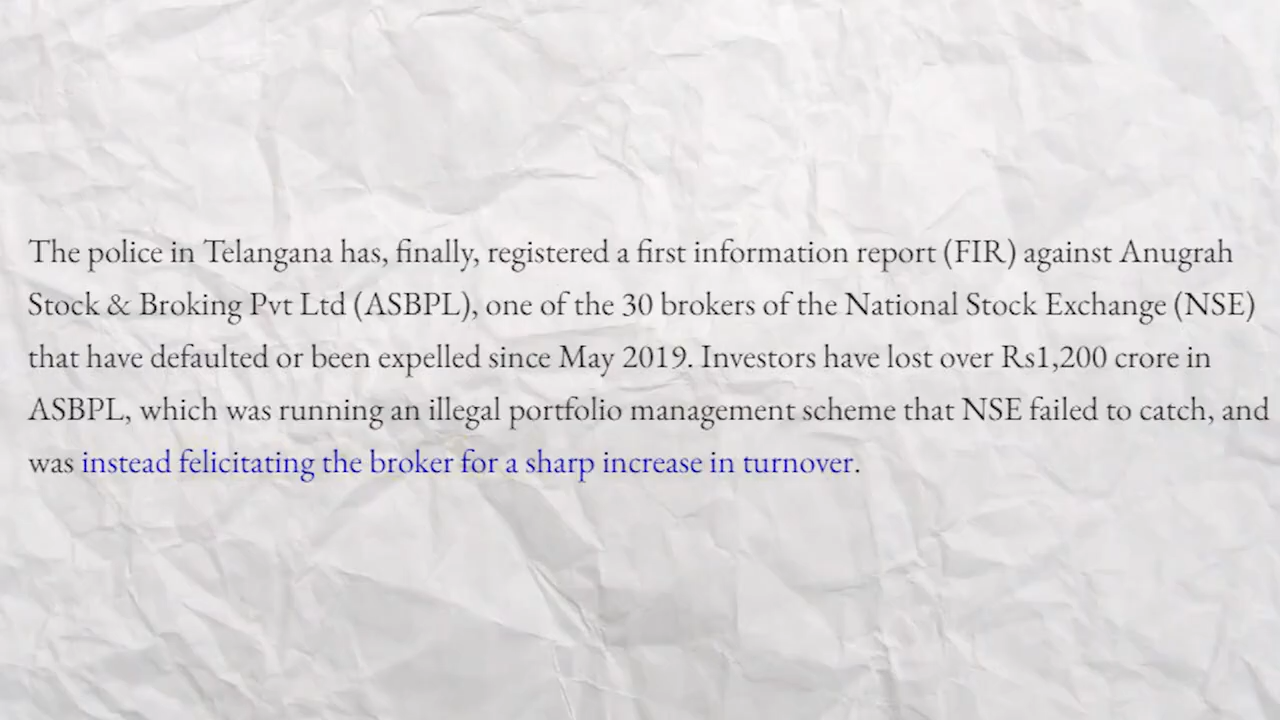 The police in Telangana has, finally, registered a first information report (FIR) against Anugrah
Stock & Broking Pvt Ltd (ASBPL), one of the 30 brokers of the National Stock Exchange (NSE)
that have defaulted or been expelled since May 2019. Investors have lost over Rs1,200 crore in
ASBPL, which was running an illegal portfolio management scheme that NSE failed to catch, and
was instead felicitating the broker for a sharp increase in turnover.